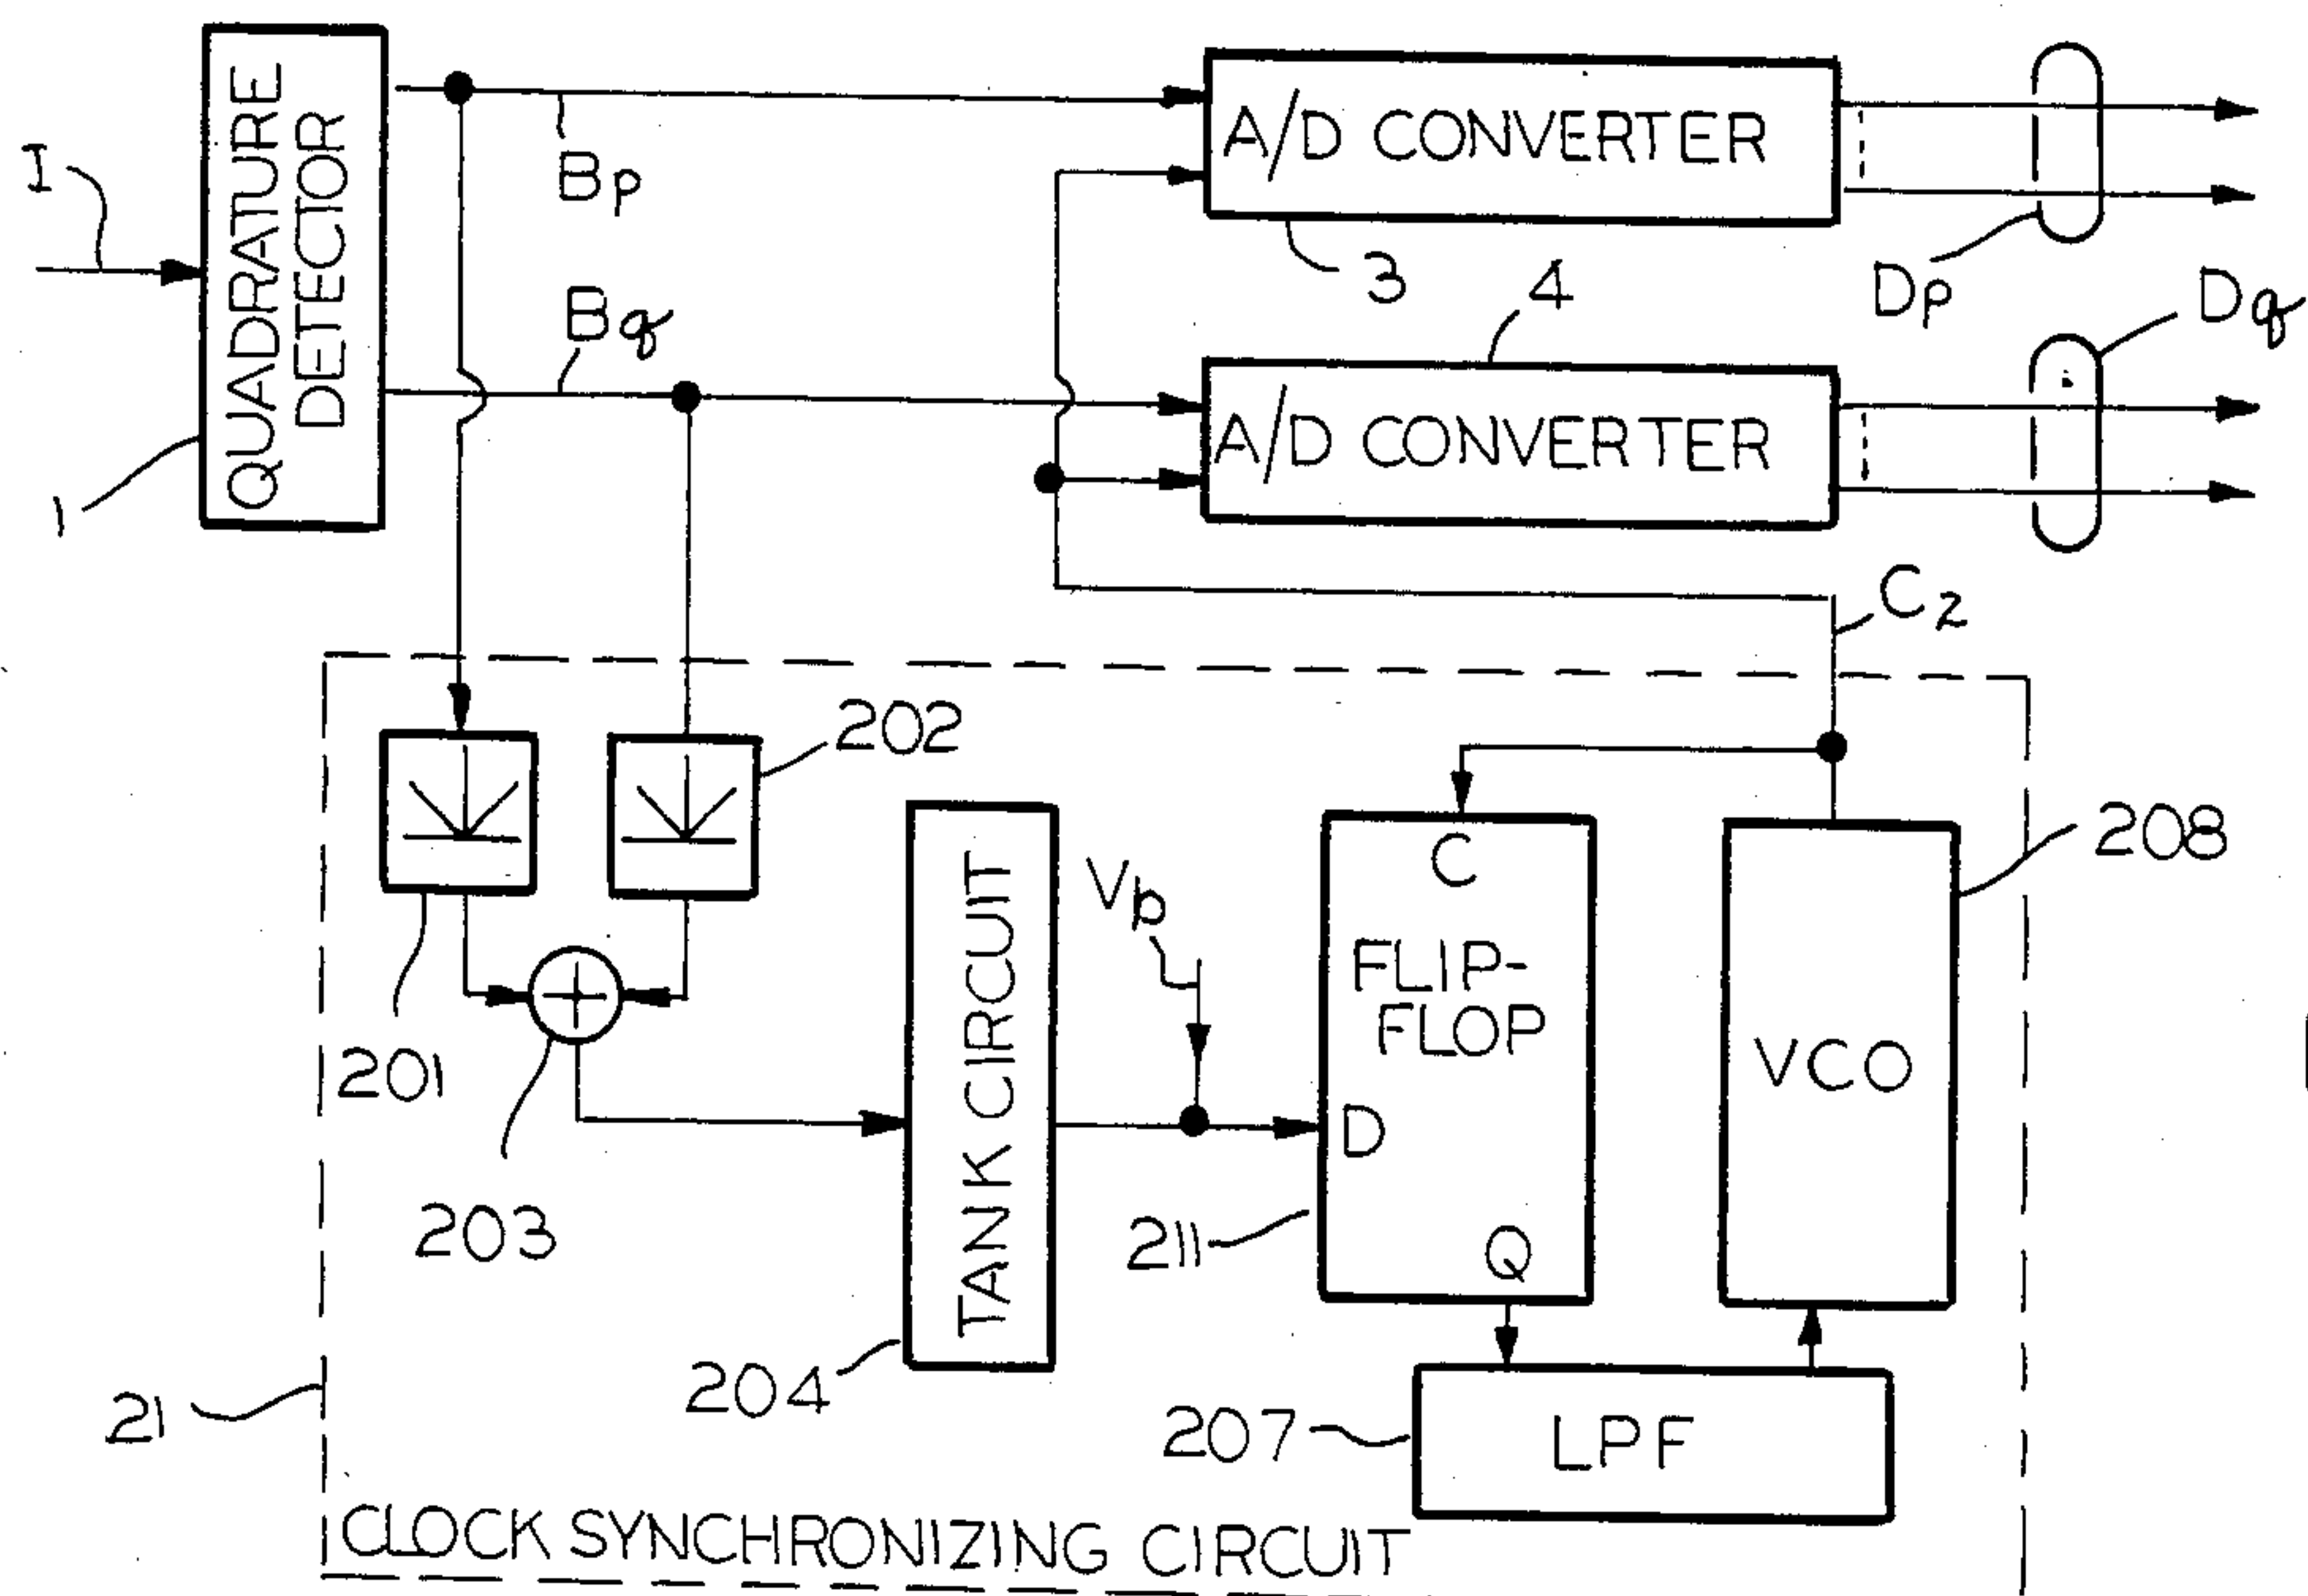 I
QUADRATURE
DETECTOR
1
Bp
Bq
A/D CONVERTER
3
4
Dp
Dq
A/D CONVERTER
C2
202
201
203
TANK CIRCUIT
204
Vb
C
FLIP-
FLOP
D
Q
211
VCO
208
LPF
207
21
CLOCK SYNCHRONIZING CIRCUIT